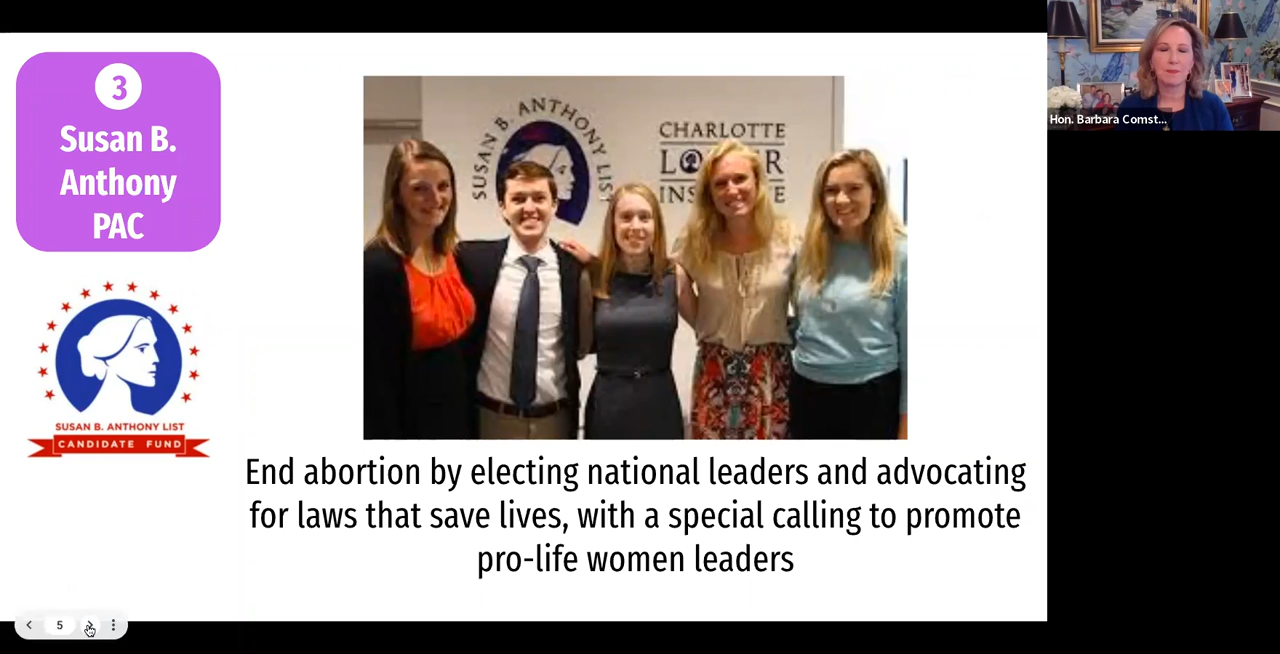 3
Susan B.
Anthony
PAC
SUSAN B. ANTHONY LIST
CANDIDATE FUND
SUSAN B. ANTHONY LIST
CHARLOTTE
End abortion by electing national leaders and advocating
for laws that save lives, with a special calling to promote
pro-life women leaders
5
Hon. Barbara Comst...